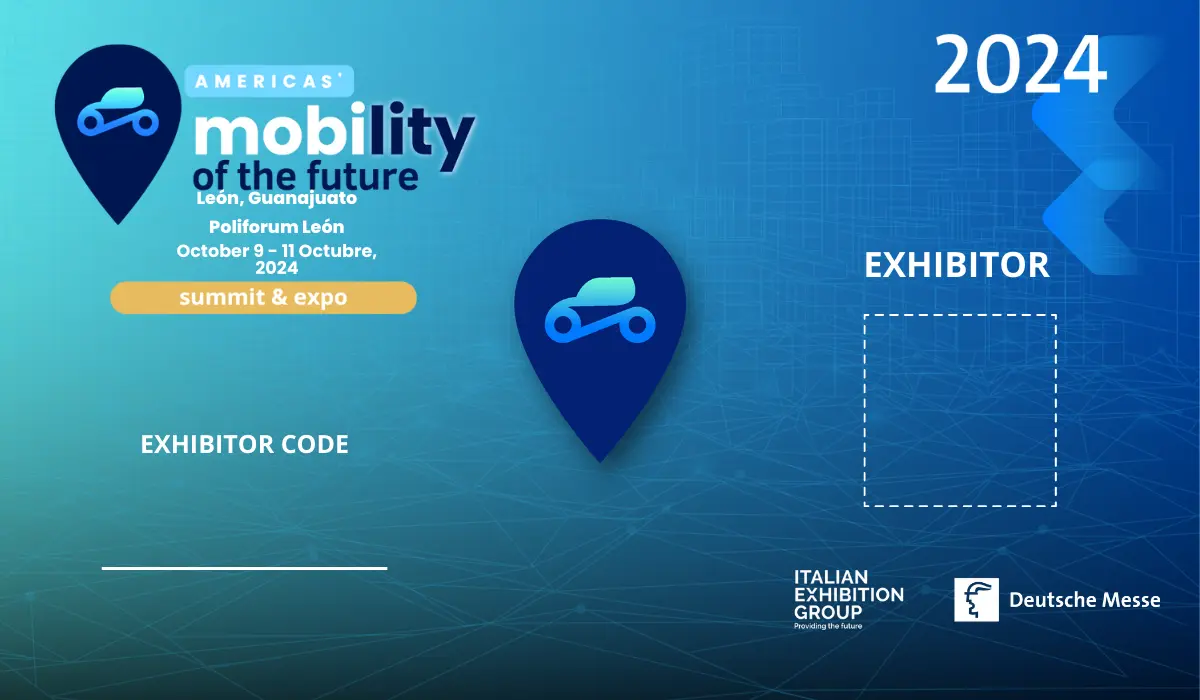 AMERICAS'
mobility
of the future
León, Guanajuato
Poliforum León
October 9 - 11 Octubre,
2024
summit & expo
EXHIBITOR CODE
2024
EXHIBITOR
ITALIAN
EXHIBITION
GROUP
Providing the future
Deutsche Messe